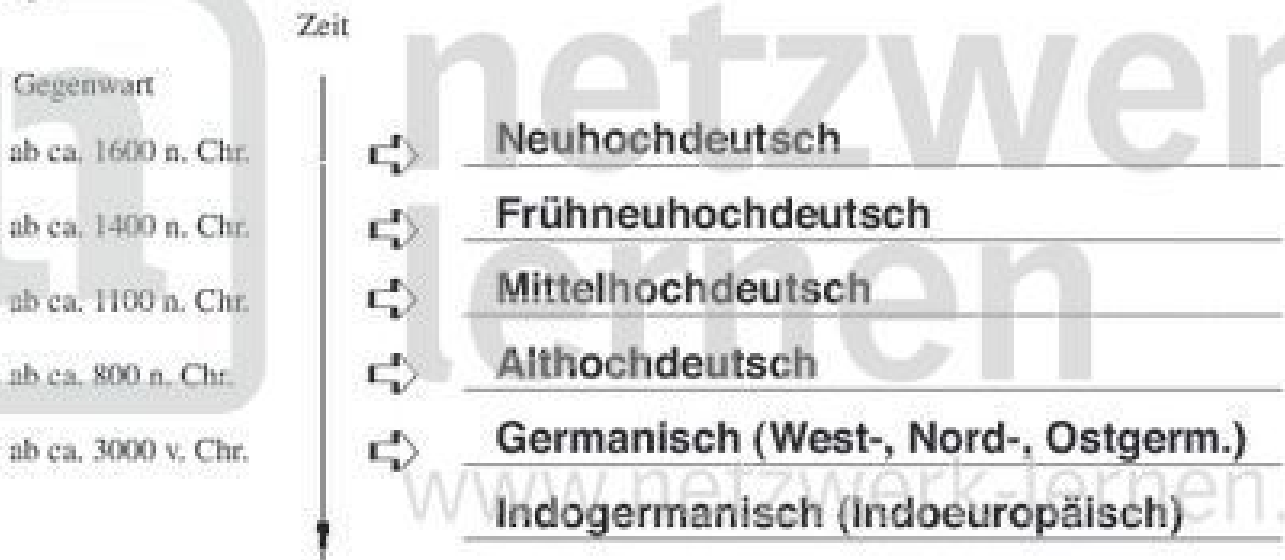 Zeit
Gegenwart
ab ca. 1600 n. Chr. Neuhochdeutsch
ab ca. 1400 n. Chr. Frühneuhochdeutsch
ab ca. 1100 n. Chr. Mittelhochdeutsch
ab ca. 800 n. Chr. Althochdeutsch
ab ca. 3000 v. Chr. Germanisch (West-, Nord-, Ostgerm.)
Indogermanisch (Indoeuropäisch)
netzwer
lernen
www.netzwerk-lernen.